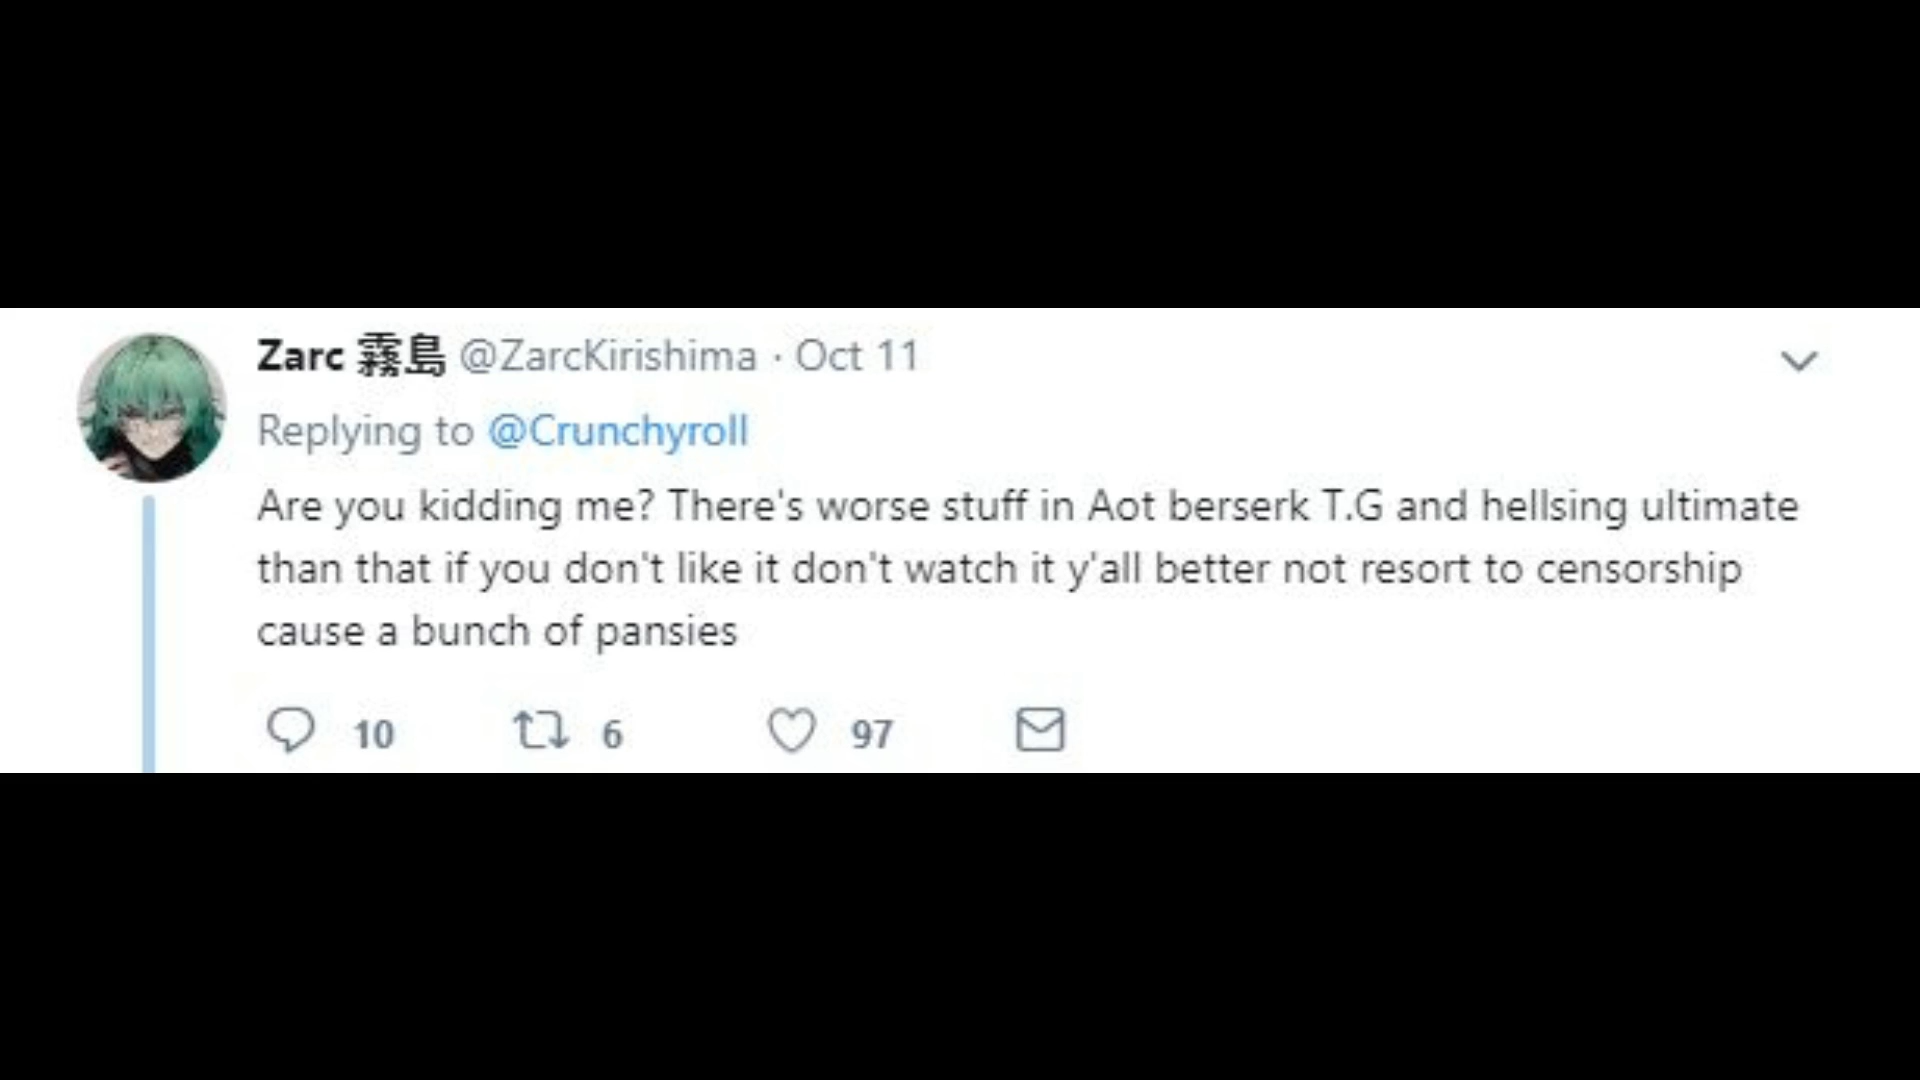 Zarc 霧島 @ZarcKirishima · Oct 11
Replying to @Crunchyroll
Are you kidding me? There's worse stuff in Aot berserk T.G and hellsing ultimate
than that if you don't like it don't watch it y'all better not resort to censorship
cause a bunch of pansies
10 6 97